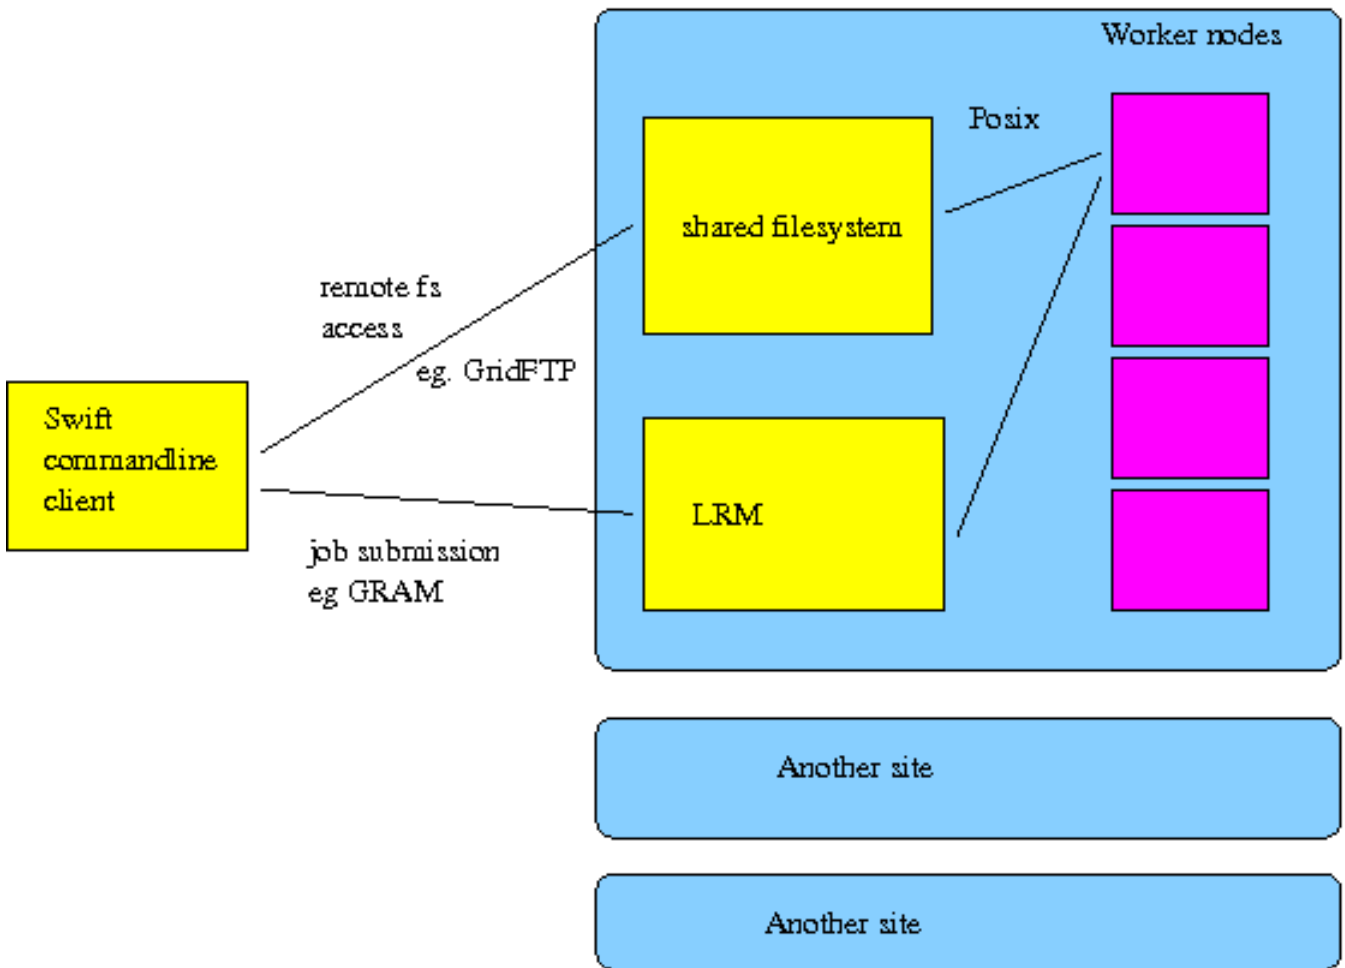 Worker nodes
Posix
shared filesystem
remote fs
access
eg. GridFTP
Swift
commandline
client
LRM
job submission
eg GRAM
Another site
Another site